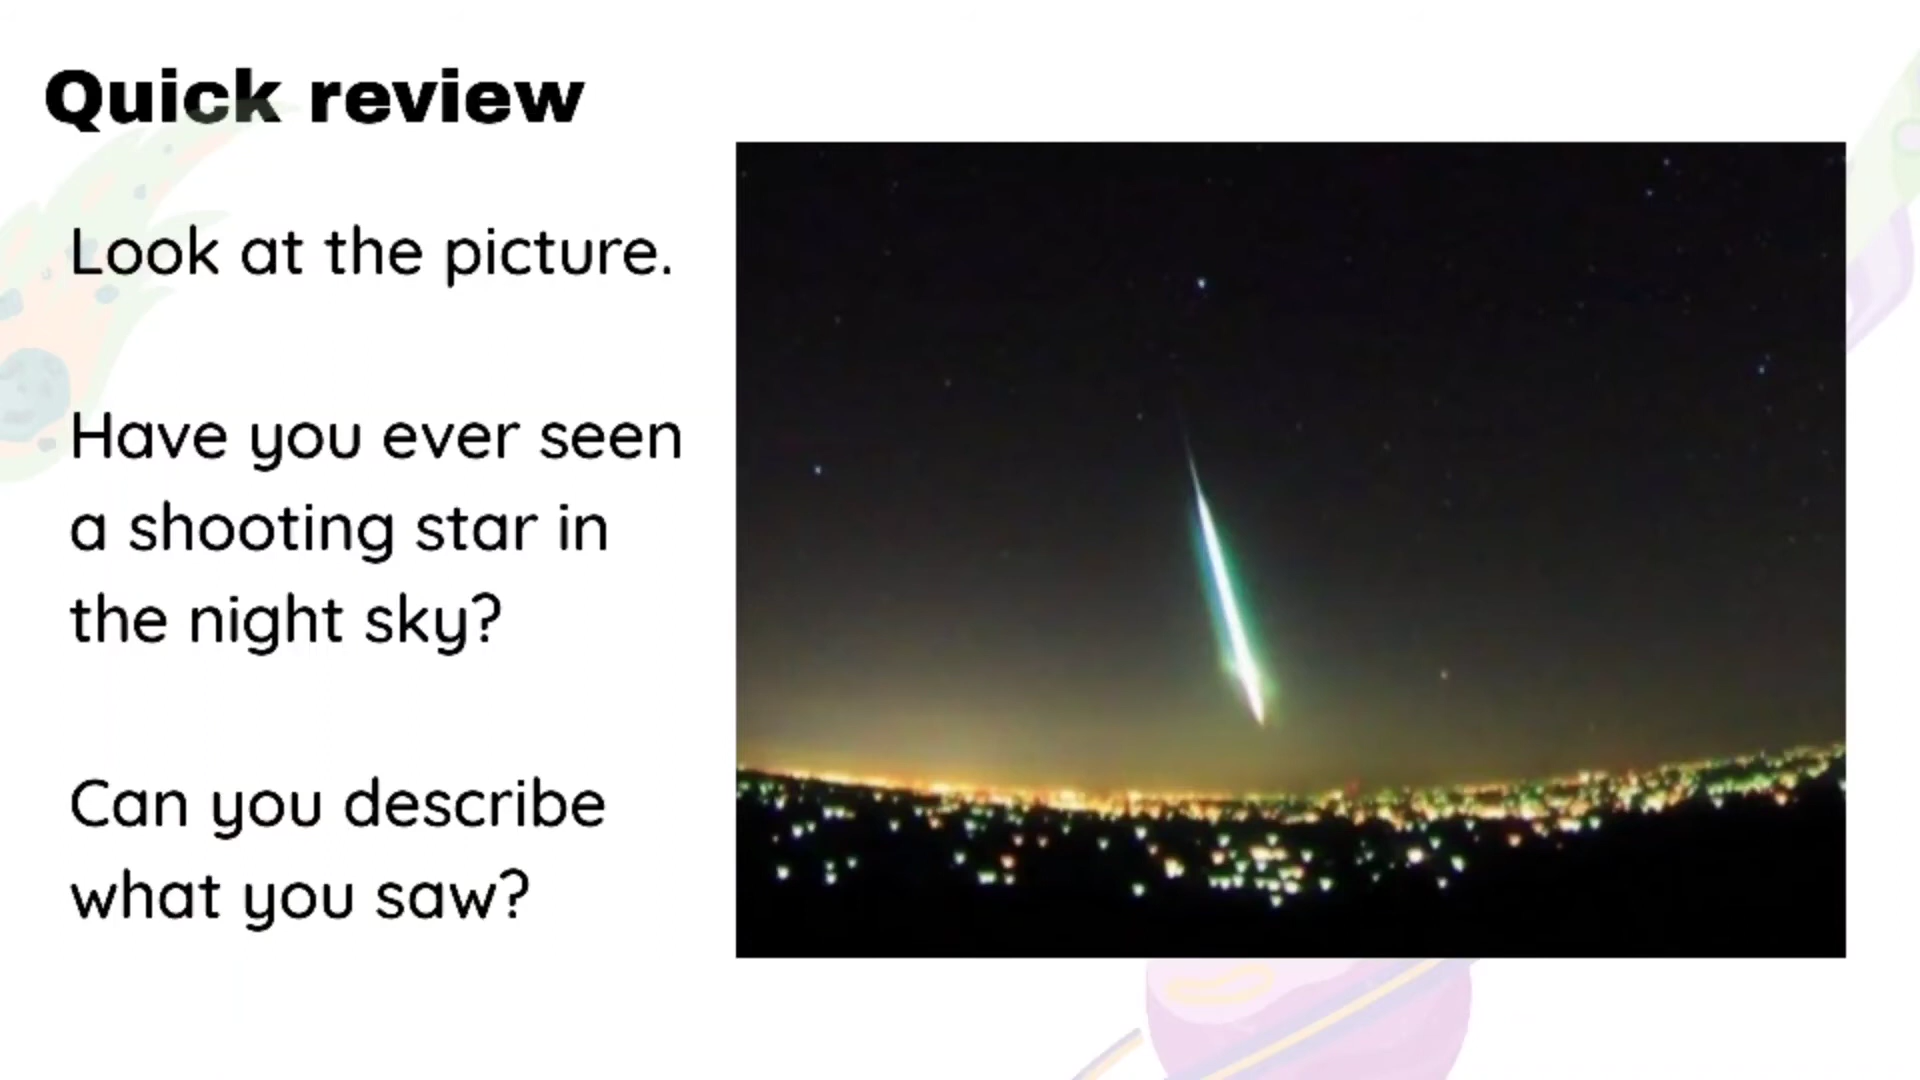 Quick review
Look at the picture.
Have you ever seen
a shooting star in
the night sky?
Can you describe
what you saw?